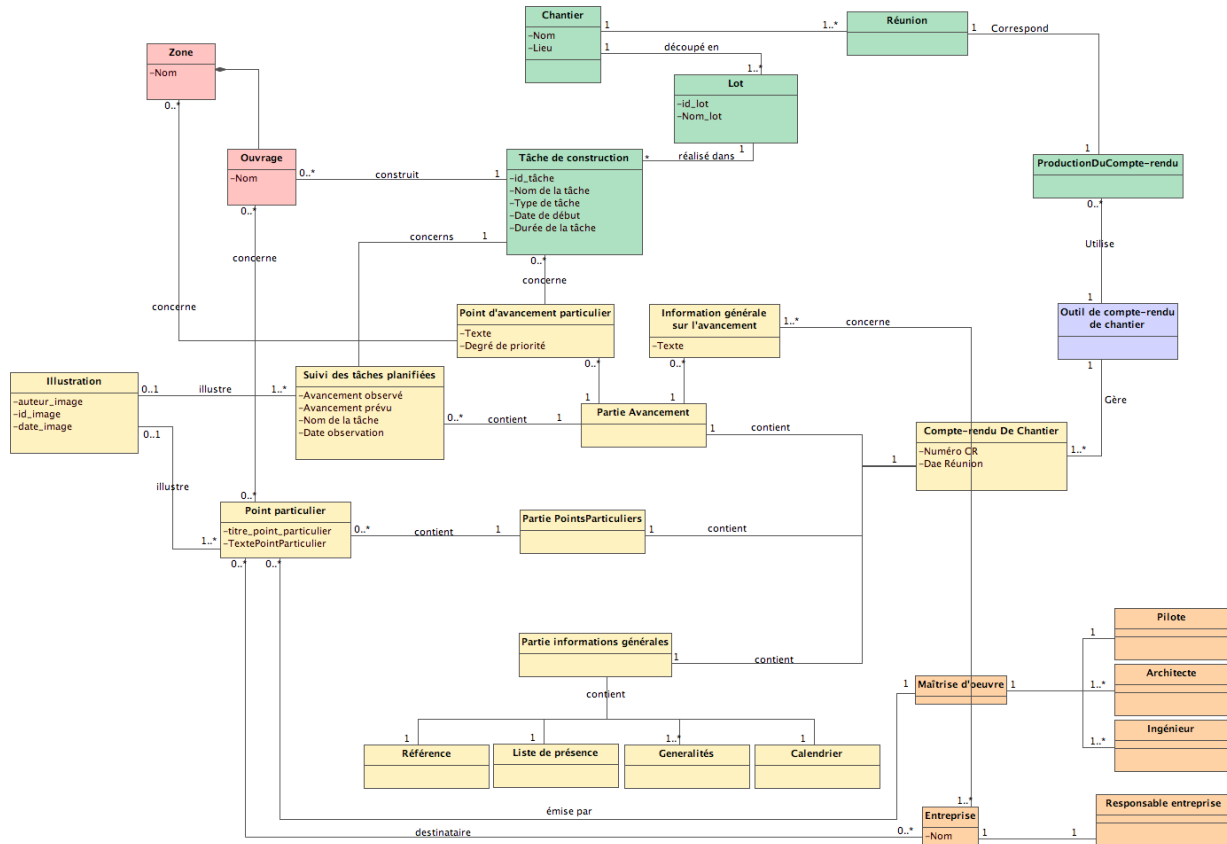 Chantier
-Nom
-Lieu
1
1..*
Réunion
1
Correspond
1
découpé en
1..*
Zone
-Nom
0..*
Lot
-id_lot
-Nom_lot
1
réalisé dans
*
Ouvrage
-Nom
0..*
construit
1
Tâche de construction
-id_tâche
-Nom de la tâche
-Type de tâche
-Date de début
-Durée de la tâche
1
ProductionDuCompte-rendu
0..*
0..*
concerns
1
Utilise
concerne
0..*
concerne
concerne
Point d'avancement particulier
-Texte
-Degré de priorité
0..*
Information générale
sur l'avancement
-Texte
0..*
1..*
concerne
1
Outil de compte-rendu
de chantier
1
Illustration
-auteur_image
-id_image
-date_image
0..1
illustre
1..*
0..1
Suivi des tâches planifiées
-Avancement observé
-Avancement prévu
-Nom de la tâche
-Date observation
0..*
contient
1
1
1
Partie Avancement
1
contient
Gère
Compte-rendu De Chantier
-Numéro CR
-Dae Réunion
1
1..*
illustre
0..*
Point particulier
-titre_point_particulier
-TextePointParticulier
1..*
0..*
contient
1
Partie PointsParticuliers
1
contient
0..*
0..*
Partie informations générales
1
contient
contient
1
Référence
1
Liste de présence
1..*
Generalités
1
Calendrier
1
Maîtrise d'oeuvre
1
1
Pilote
1..*
Architecte
1..*
Ingénieur
émise par
destinataire
0..*
1..*
Entreprise
-Nom
1
1
Responsable entreprise